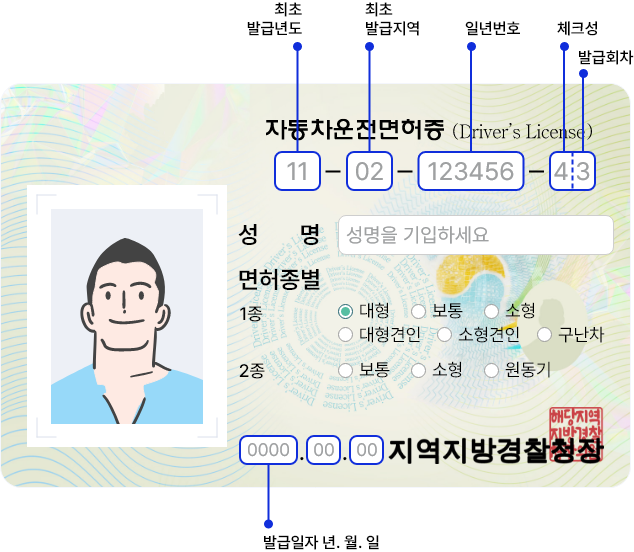 최초
발급년도
최초
발급지역
일년번호
체크성
발급회차
자동차운전면허증 (Driver's License)
11 - 02 - 123456 - 4 3
성 명 성명을 기입하세요
면허종별
1종 대형 보통 소형
대형견인 소형견인 구난차
2종 보통 소형 원동기
해당지역
지방경찰
0000 . 00 . 00 지역지방경찰청장
발급일자 년. 월. 일